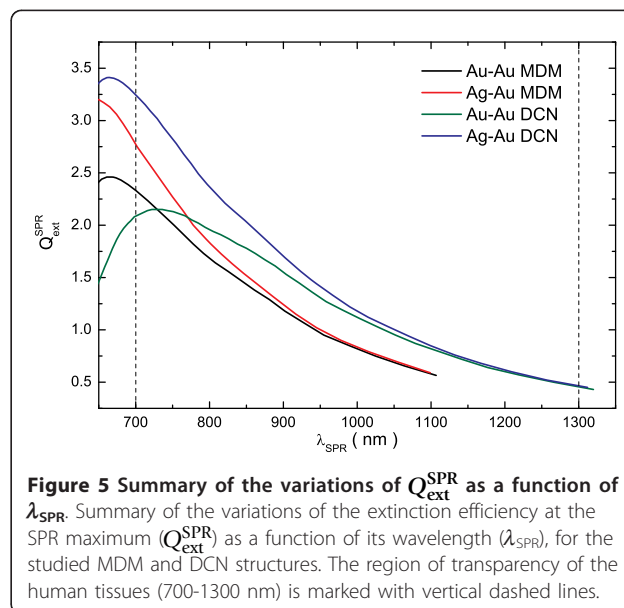 3.5
3.0
2.5
2.0
1.5
1.0
0.5
Q_ext^SPR
Au-Au MDM
Ag-Au MDM
Au-Au DCN
Ag-Au DCN
700 800 900 1000 1100 1200 1300
λ_SPR ( nm )
Figure 5 Summary of the variations of Q_ext^SPR as a function of
λ_SPR. Summary of the variations of the extinction efficiency at the
SPR maximum (Q_ext^SPR) as a function of its wavelength (λ_SPR), for the
studied MDM and DCN structures. The region of transparency of the
human tissues (700-1300 nm) is marked with vertical dashed lines.